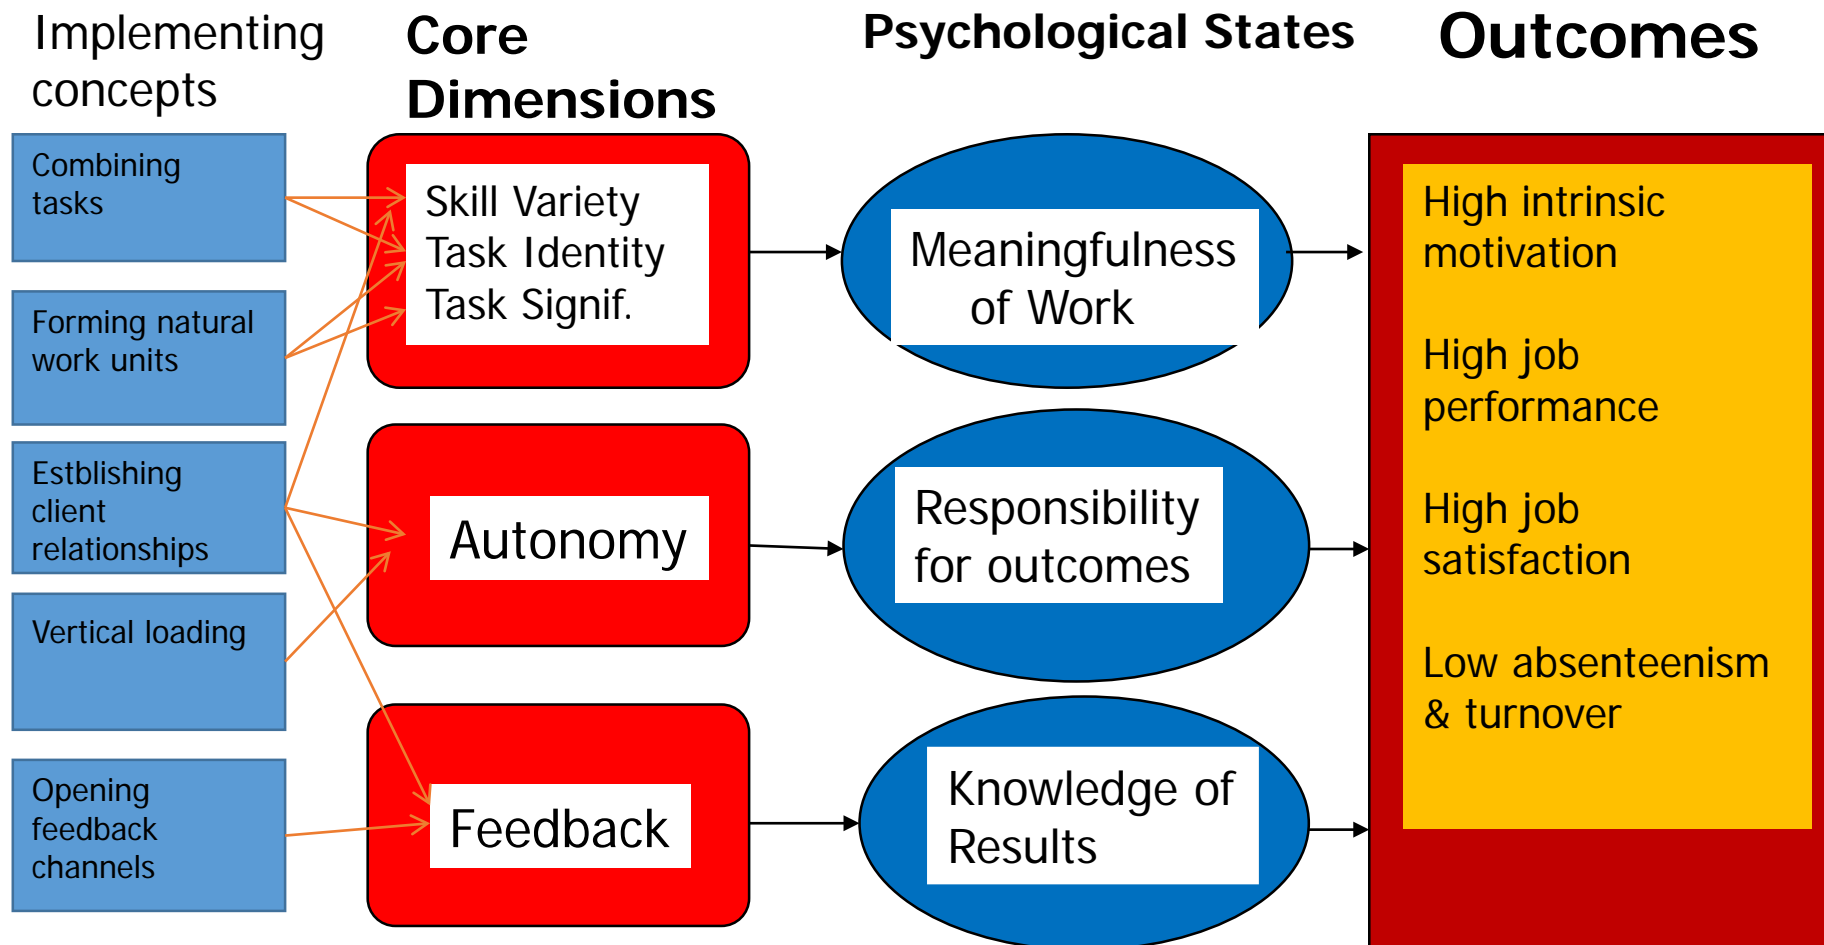 Implementing
concepts
Core
Dimensions
Psychological States
Outcomes
Combining
tasks
Forming natural
work units
Estblishing
client
relationships
Vertical loading
Opening
feedback
channels
Skill Variety
Task Identity
Task Signif.
Autonomy
Feedback
Meaningfulness
of Work
Responsibility
for outcomes
Knowledge of
Results
High intrinsic
motivation
High job
performance
High job
satisfaction
Low absenteenism
& turnover